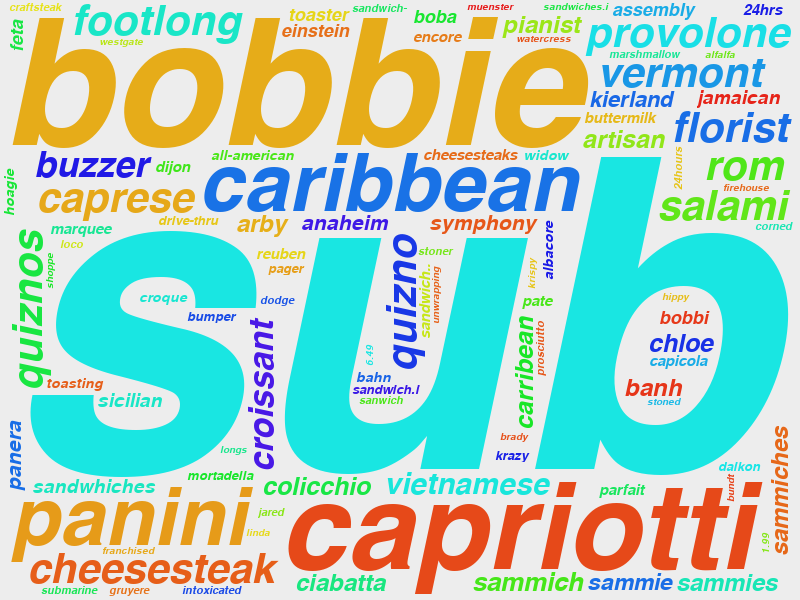 craftsteak
feta
footlong
westgate
toaster
einstein
sandwich-
boba
encore
muenster
pianist
watercress
sandwiches.i
assembly
24hrs
provolone
bobbie
marshmallow
alfalfa
vermont
kierland
jamaican
buttermilk
florist
artisan
buzzer
dijon
all-american
cheesesteaks
widow
24hours
rom
firehouse
hoagie
caprese
caribbean
salami
corned
marquee
loco
drive-thru
arby
anaheim
symphony
quiznos
shoppe
reuben
pager
quizno
stoner
sandwich..
unwrapping
krispy
albacore
sub
croque
bumper
dodge
pate
hippy
bobbi
chloe
capicola
banh
stoned
croissant
6.49
bahn
sandwich.i
sanwich
carribean
prosciutto
toasting
sicilian
panera
longs
brady
krazy
sammiches
dalkon
bundt
mortadella
sandwhiches
colicchio
vietnamese
parfait
panini
jared
linda
capriotti
1.99
franchised
cheesesteak
submarine
gruyere
intoxicated
ciabatta
sammich
sammie
sammies